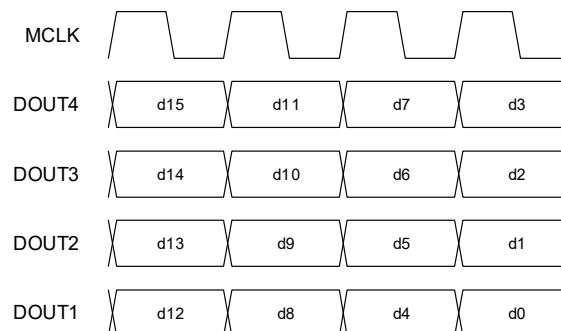 MCLK
DOUT4 d15 d11 d7 d3
DOUT3 d14 d10 d6 d2
DOUT2 d13 d9 d5 d1
DOUT1 d12 d8 d4 d0